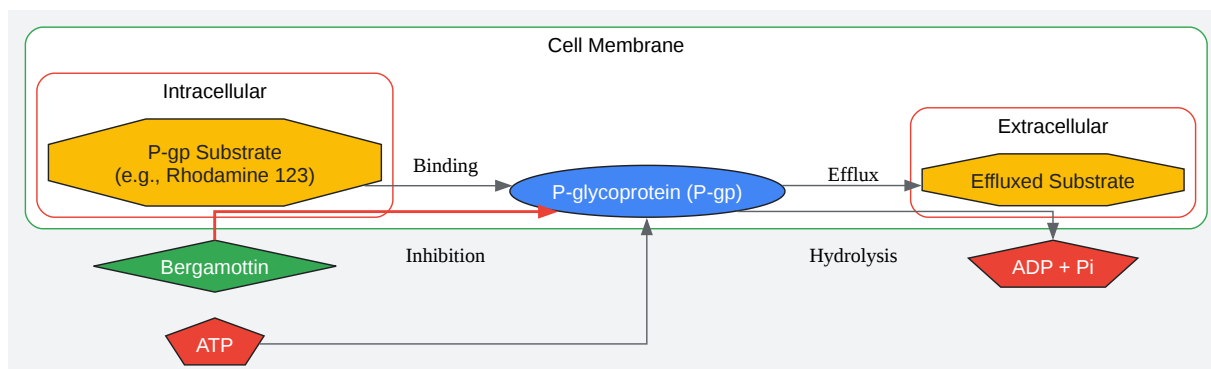 Cell Membrane
Intracellular
P-gp Substrate
(e.g., Rhodamine 123)
Binding
P-glycoprotein (P-gp)
Efflux
Extracellular
Effluxed Substrate
Bergamottin
Inhibition
Hydrolysis
ADP + Pi
ATP